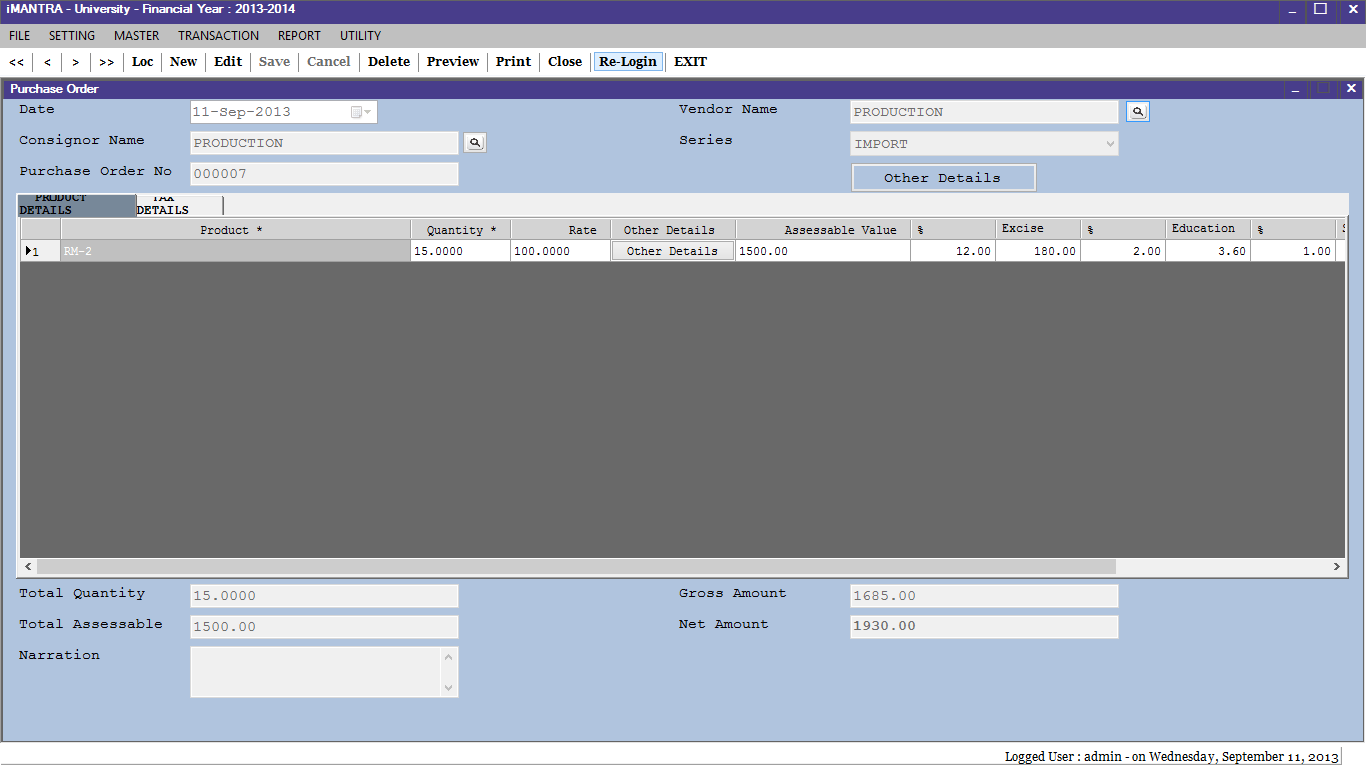 iMANTRA - University - Financial Year : 2013-2014
FILE SETTING MASTER TRANSACTION REPORT UTILITY
<< < > >> Loc New Edit Save Cancel Delete Preview Print Close Re-Login EXIT
Purchase Order
Date 11-Sep-2013 Vendor Name PRODUCTION
Consignor Name PRODUCTION Series IMPORT
Purchase Order No 000007 Other Details
PRODUCT DETAILS TAX DETAILS
Product * Quantity * Rate Other Details Assessable Value % Excise % Education %
1 RM-2 15.0000 100.0000 Other Details 1500.00 12.00 180.00 2.00 3.60 1.00
Total Quantity 15.0000 Gross Amount 1685.00
Total Assessable 1500.00 Net Amount 1930.00
Narration
Logged User : admin - on Wednesday, September 11, 2013